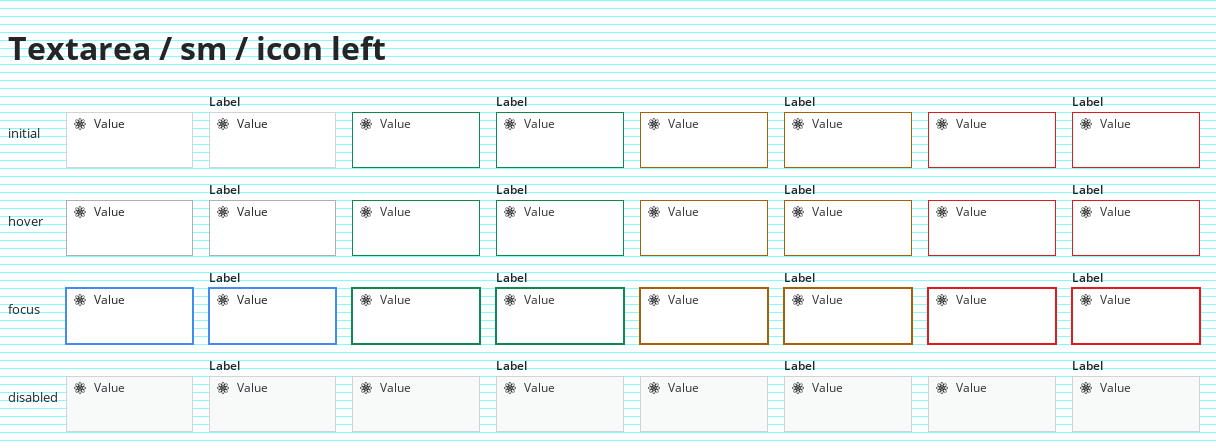 Textarea / sm / icon left
Label Label Label Label
initial Value Value Value Value Value Value Value Value
Label Label Label Label
hover Value Value Value Value Value Value Value Value
Label Label Label Label
focus Value Value Value Value Value Value Value Value
Label Label Label Label
disabled Value Value Value Value Value Value Value Value